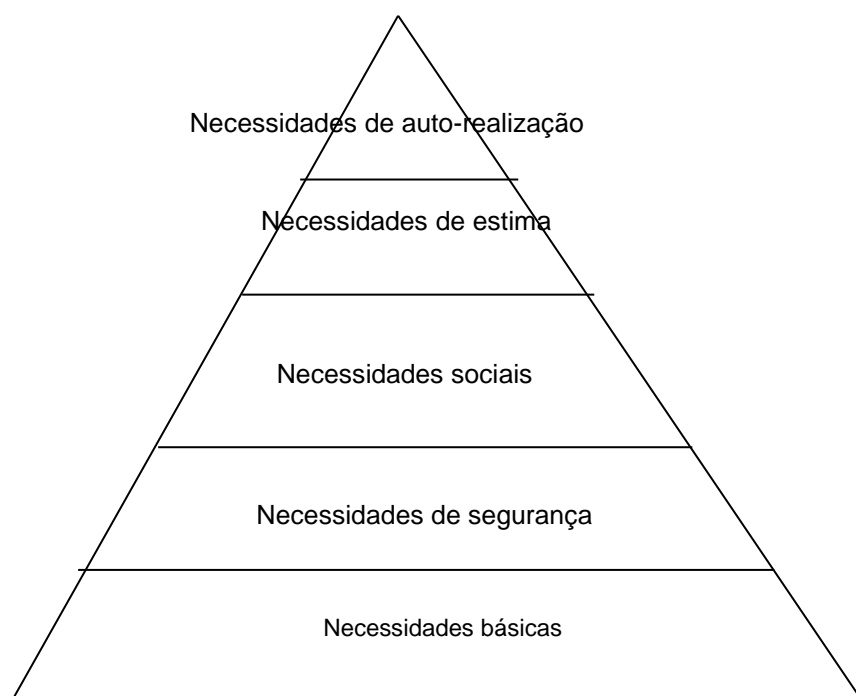 Necessidades de auto-realização
Necessidades de estima
Necessidades sociais
Necessidades de segurança
Necessidades básicas